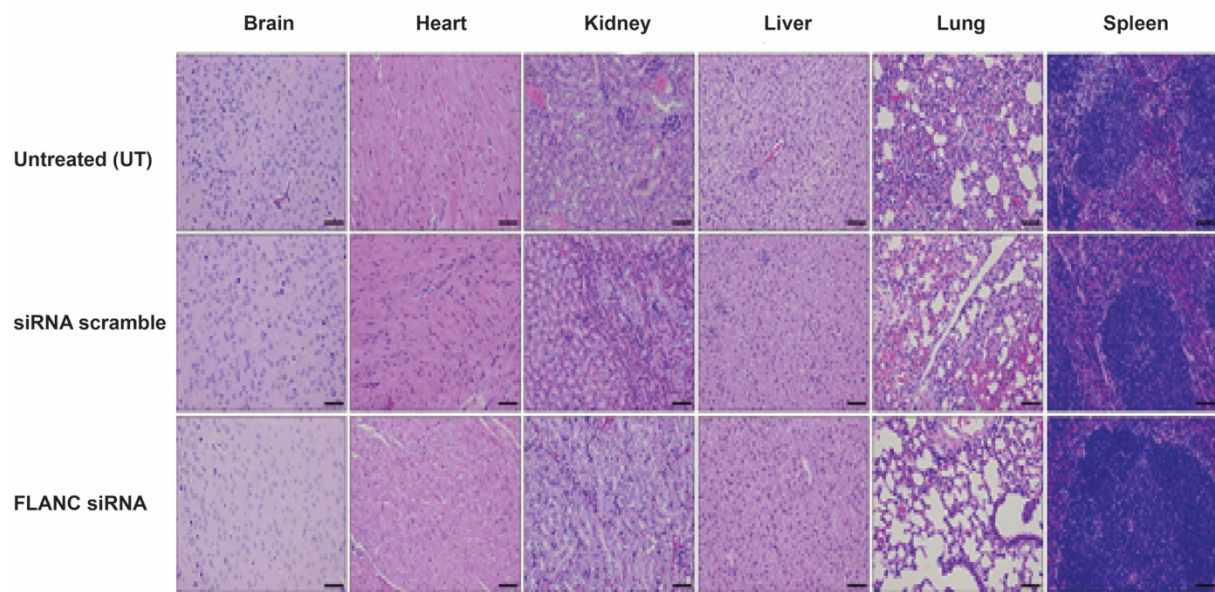 Brain Heart Kidney Liver Lung Spleen
Untreated (UT)
siRNA scramble
FLANC siRNA